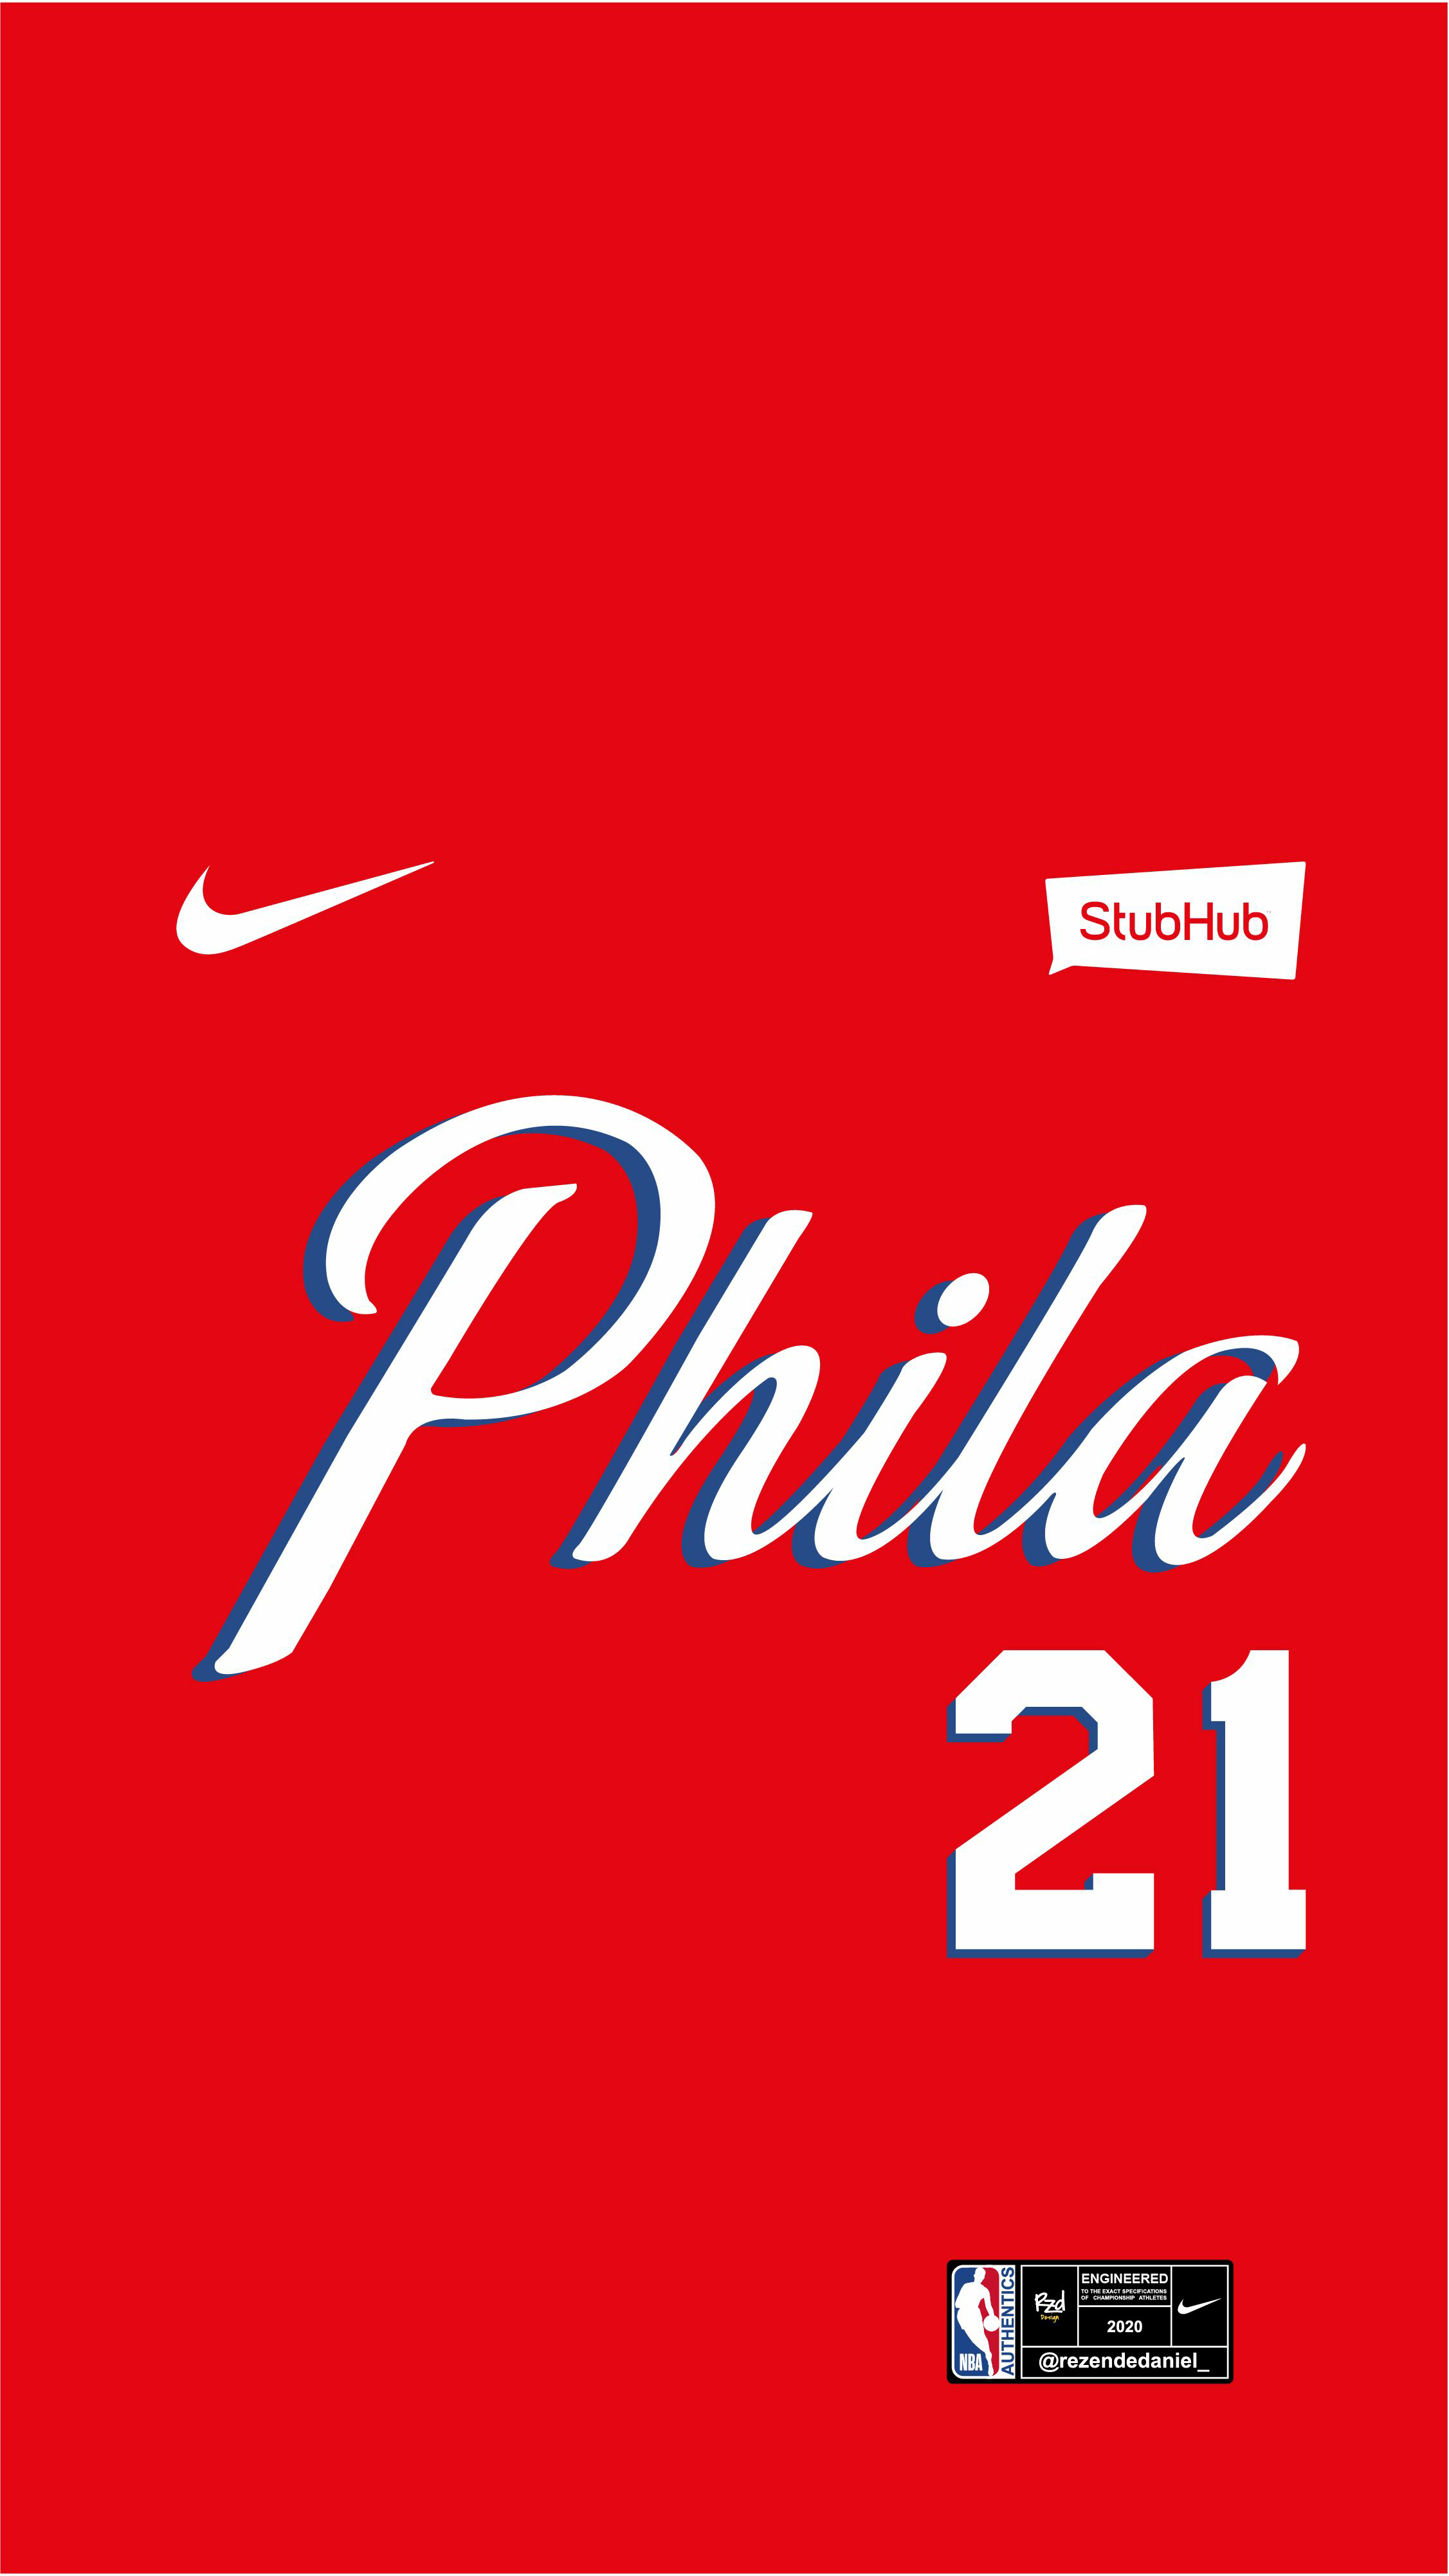 StubHub
Phila
21
NBA
AUTHENTICS
Rzd
Design
ENGINEERED
TO THE EXACT SPECIFICATIONS
OF CHAMPIONSHIP ATHLETES
2020
@rezendedaniel_